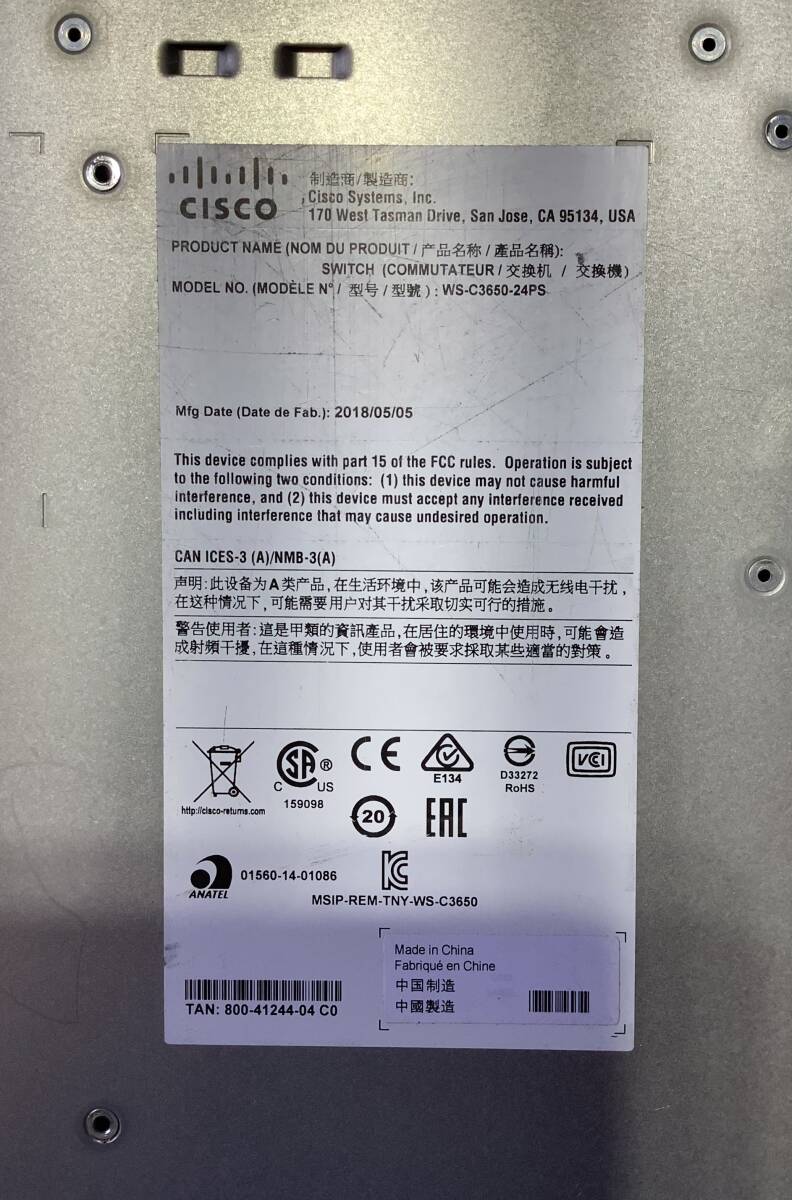 CISCO
制造商/製造商:
Cisco Systems, Inc.
170 West Tasman Drive, San Jose, CA 95134, USA
PRODUCT NAME (NOM DU PRODUIT / 产品名称 / 產品名稱):
SWITCH (COMMUTATEUR / 交换机 / 交換機)
MODEL NO. (MODÈLE N° / 型号 / 型號): WS-C3650-24PS
Mfg Date (Date de Fab.): 2018/05/05
This device complies with part 15 of the FCC rules. Operation is subject
to the following two conditions: (1) this device may not cause harmful
interference, and (2) this device must accept any interference received
including interference that may cause undesired operation.
CAN ICES-3 (A)/NMB-3(A)
声明:此设备为A类产品,在生活环境中,该产品可能会造成无线电干扰,
在这种情况下,可能需要用户对其干扰采取切实可行的措施。
警告使用者:這是甲類的資訊產品,在居住的環境中使用時,可能會造
成射頻干擾,在這種情況下,使用者會被要求採取某些適當的對策。
http://cisco-returns.com
SA ®
C US
159098
CE
E134
D33272
RoHS
VCCI
20
EAC
ANATEL
01560-14-01086
MSIP-REM-TNY-WS-C3650
Made in China
Fabriqué en Chine
中国制造
中國製造
TAN: 800-41244-04 C0